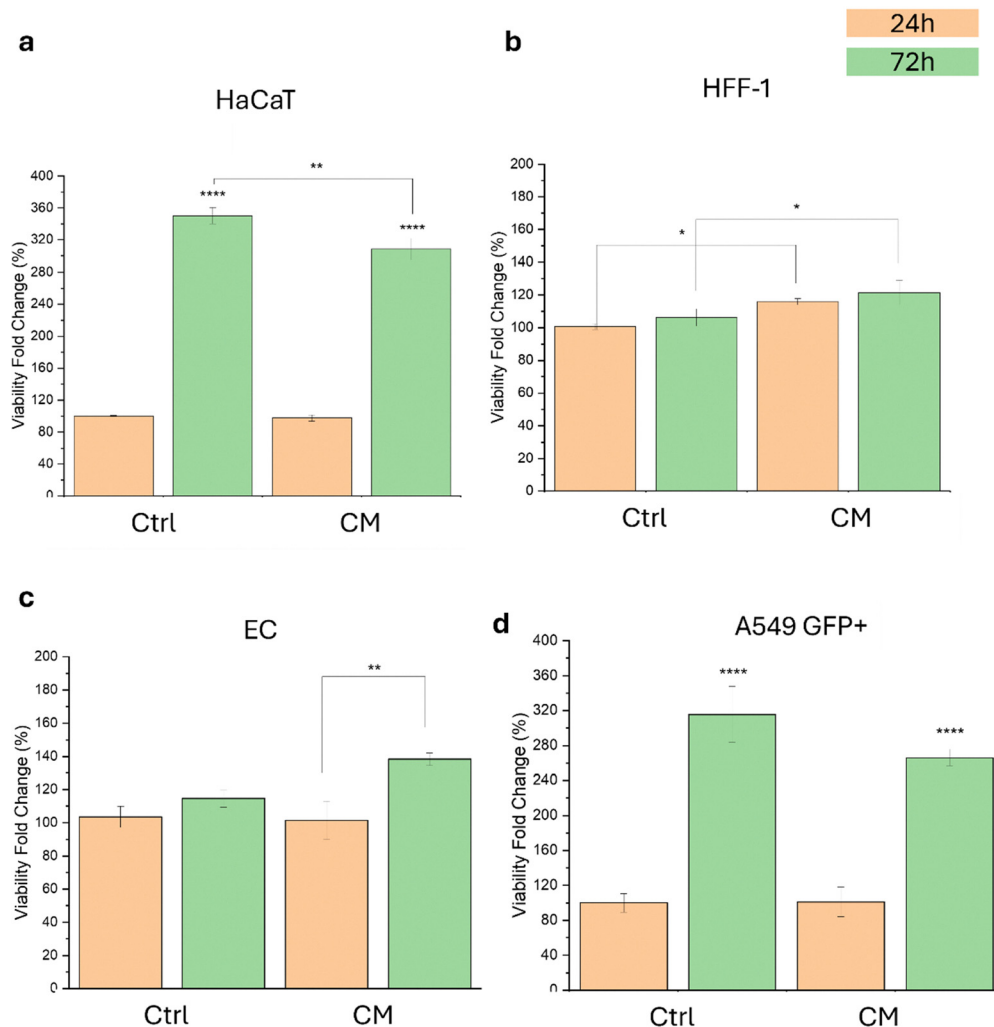 24h
72h
a
HaCaT
Viability Fold Change (%)
400
360
320
280
240
200
160
120
80
40
0
**
****
****
Ctrl
CM
b
HFF-1
Viability Fold Change (%)
200
180
160
140
120
100
80
60
40
20
0
*
*
Ctrl
CM
c
EC
Viability Fold Change (%)
200
180
160
140
120
100
80
60
40
20
0
**
Ctrl
CM
d
A549 GFP+
Viability Fold Change (%)
400
360
320
280
240
200
160
120
80
40
0
****
****
Ctrl
CM